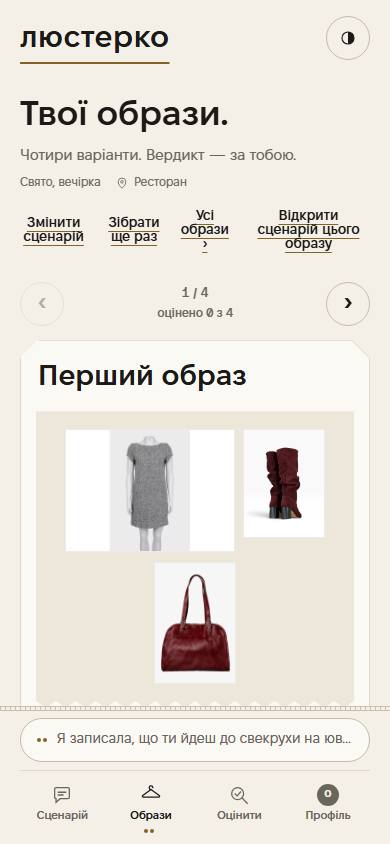 люстерко
Твої образи.
Чотири варіанти. Вердикт — за тобою.
Свято, вечірка Ресторан
Змінити
сценарій
Зібрати
ще раз
Усі
образи
›
Відкрити
сценарій цього
образу
‹
1 / 4
оцінено 0 з 4
›
Перший образ
Я записала, що ти йдеш до свекрухи на юв...
Сценарій
Образи
Оцінити
О
Профіль